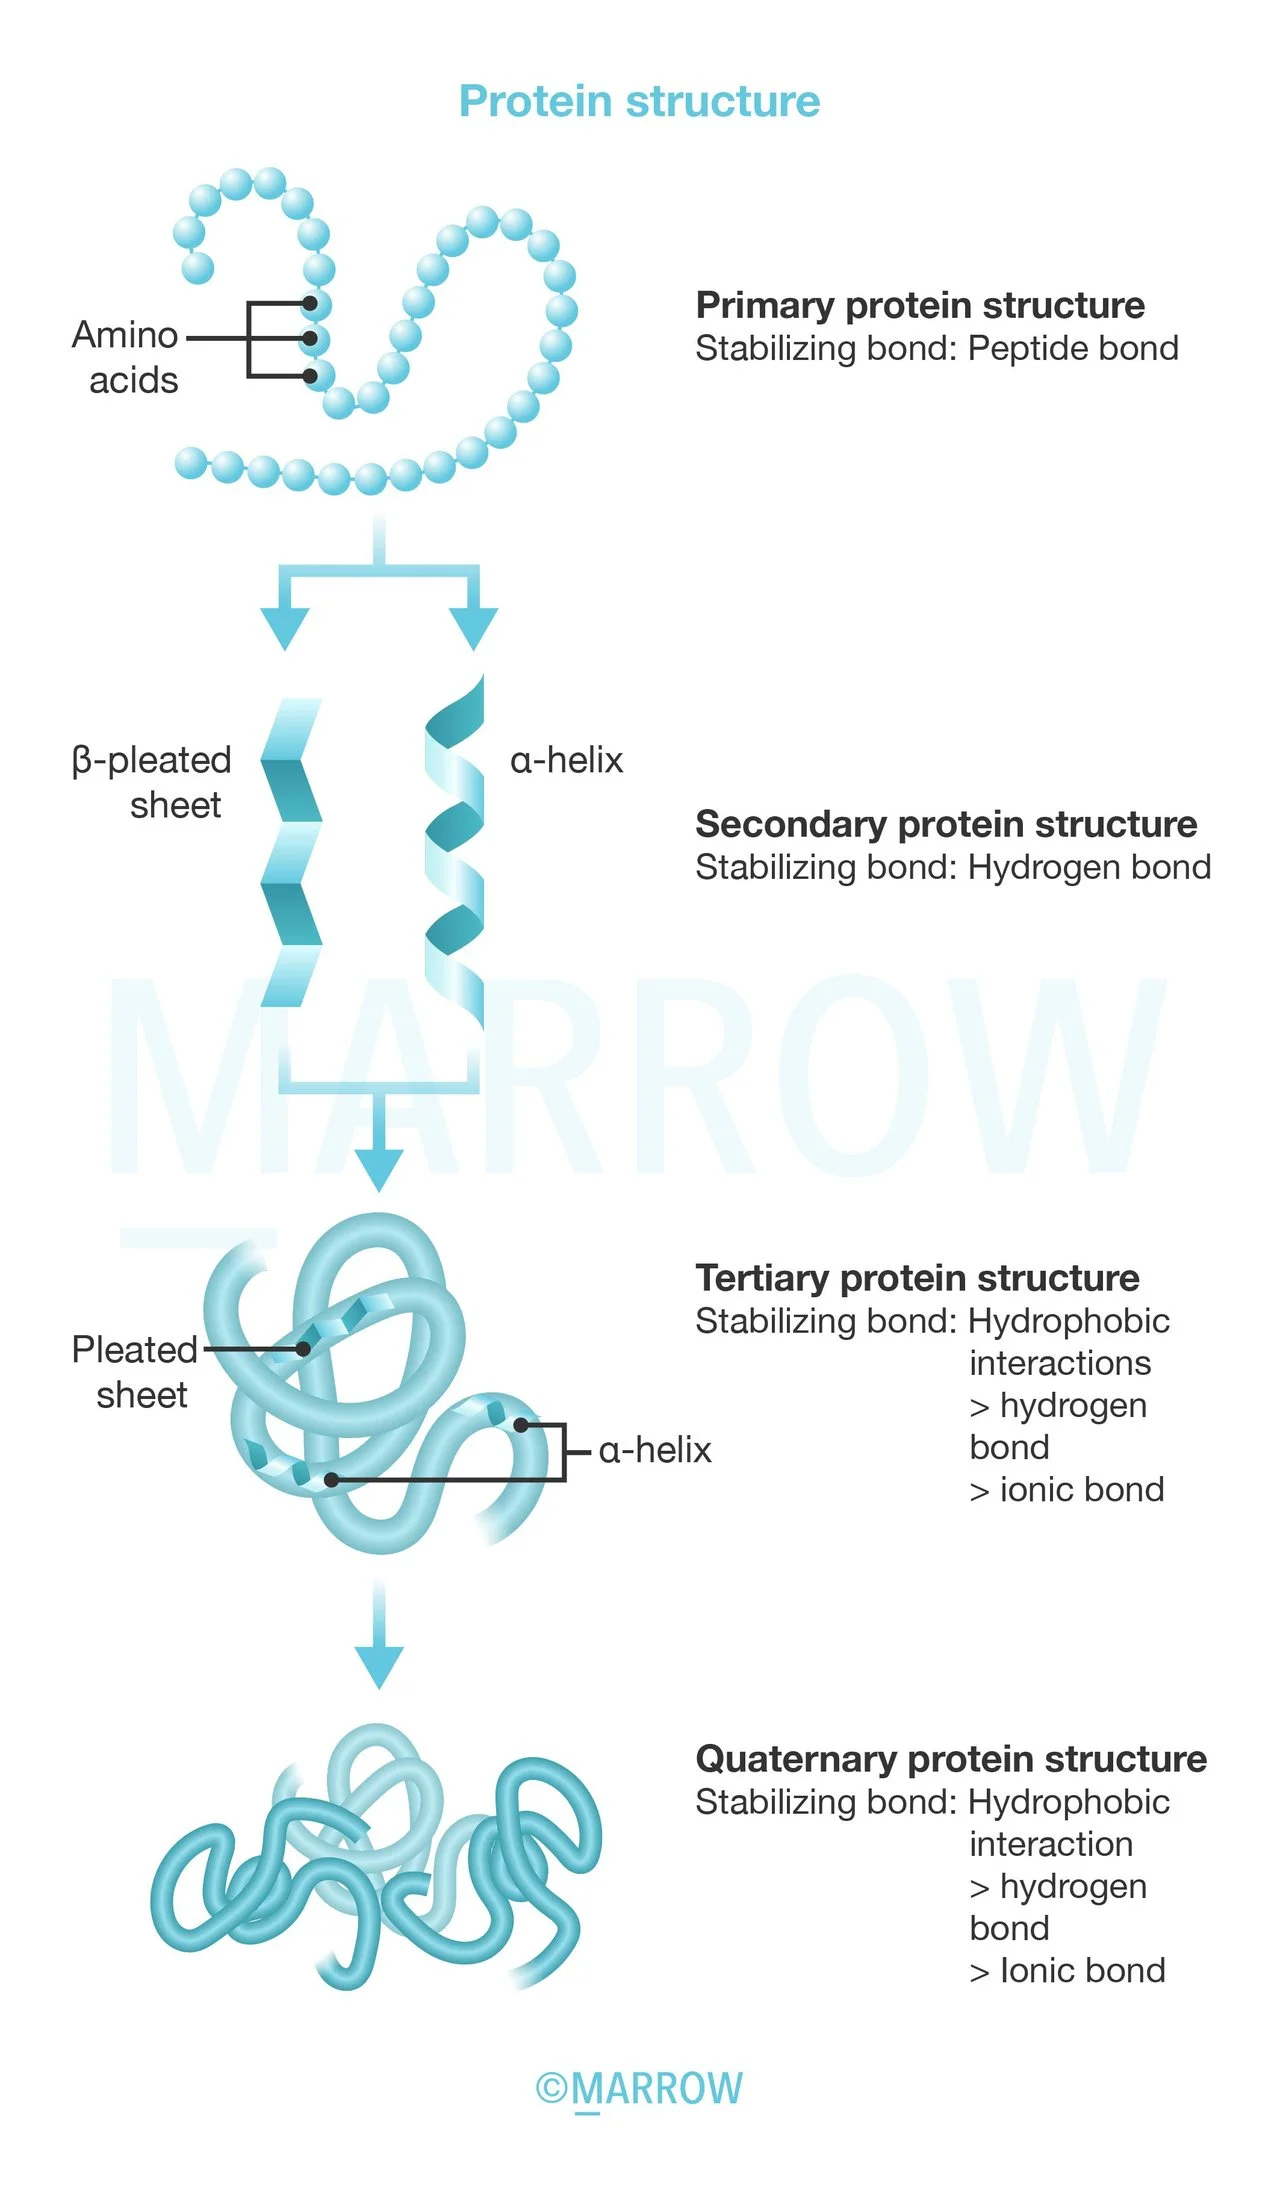 Protein structure
Amino
acids
Primary protein structure
Stabilizing bond: Peptide bond
β-pleated
sheet
α-helix
Secondary protein structure
Stabilizing bond: Hydrogen bond
MARROW
Pleated
sheet
α-helix
Tertiary protein structure
Stabilizing bond: Hydrophobic
interactions
> hydrogen
bond
> ionic bond
Quaternary protein structure
Stabilizing bond: Hydrophobic
interaction
> hydrogen
bond
> Ionic bond
©MARROW